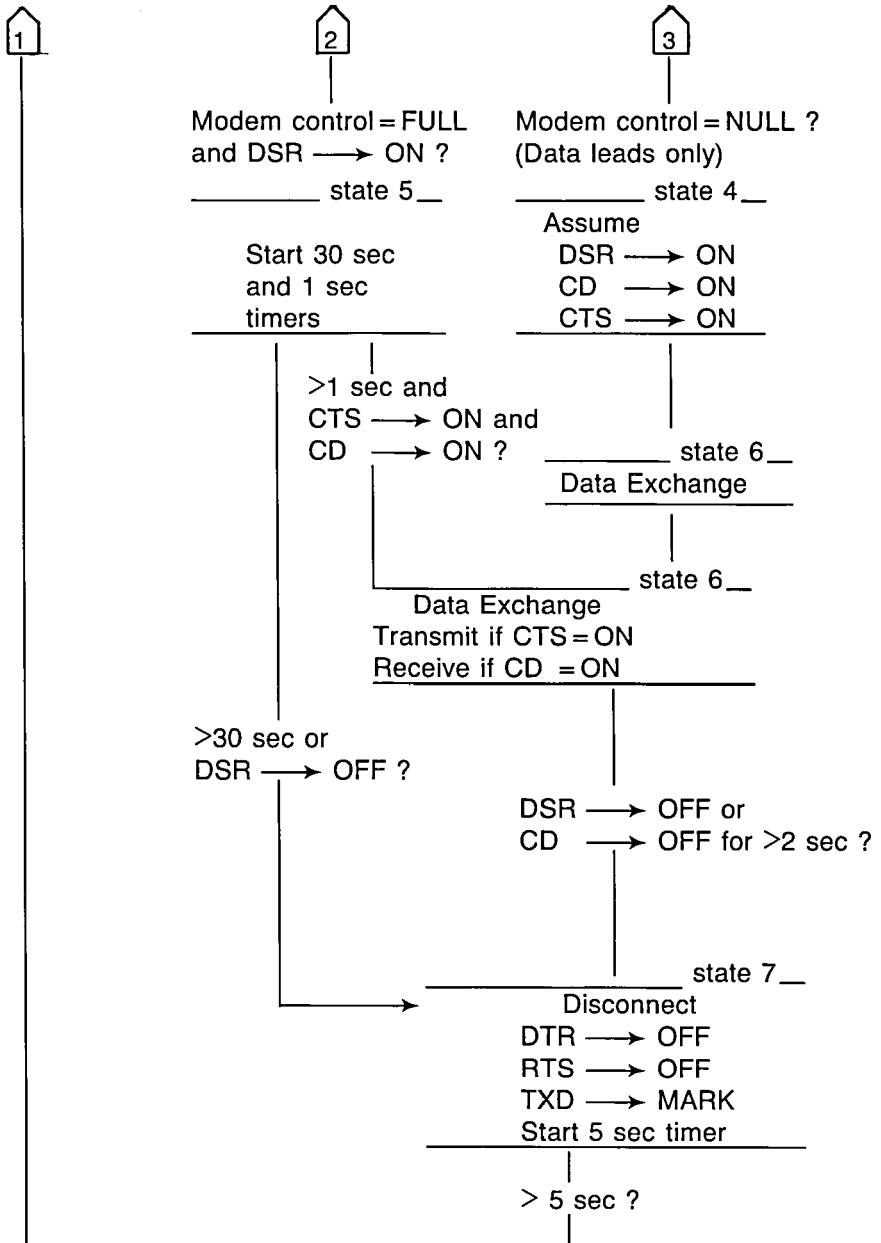 1
2
3
Modem control = FULL
and DSR ⟶ ON ?
Modem control = NULL ?
(Data leads only)
state 5
state 4
Start 30 sec
and 1 sec
timers
Assume
DSR ⟶ ON
CD ⟶ ON
CTS ⟶ ON
>1 sec and
CTS ⟶ ON and
CD ⟶ ON ?
state 6
Data Exchange
state 6
Data Exchange
Transmit if CTS = ON
Receive if CD = ON
>30 sec or
DSR ⟶ OFF ?
DSR ⟶ OFF or
CD ⟶ OFF for >2 sec ?
state 7
Disconnect
DTR ⟶ OFF
RTS ⟶ OFF
TXD ⟶ MARK
Start 5 sec timer
> 5 sec ?